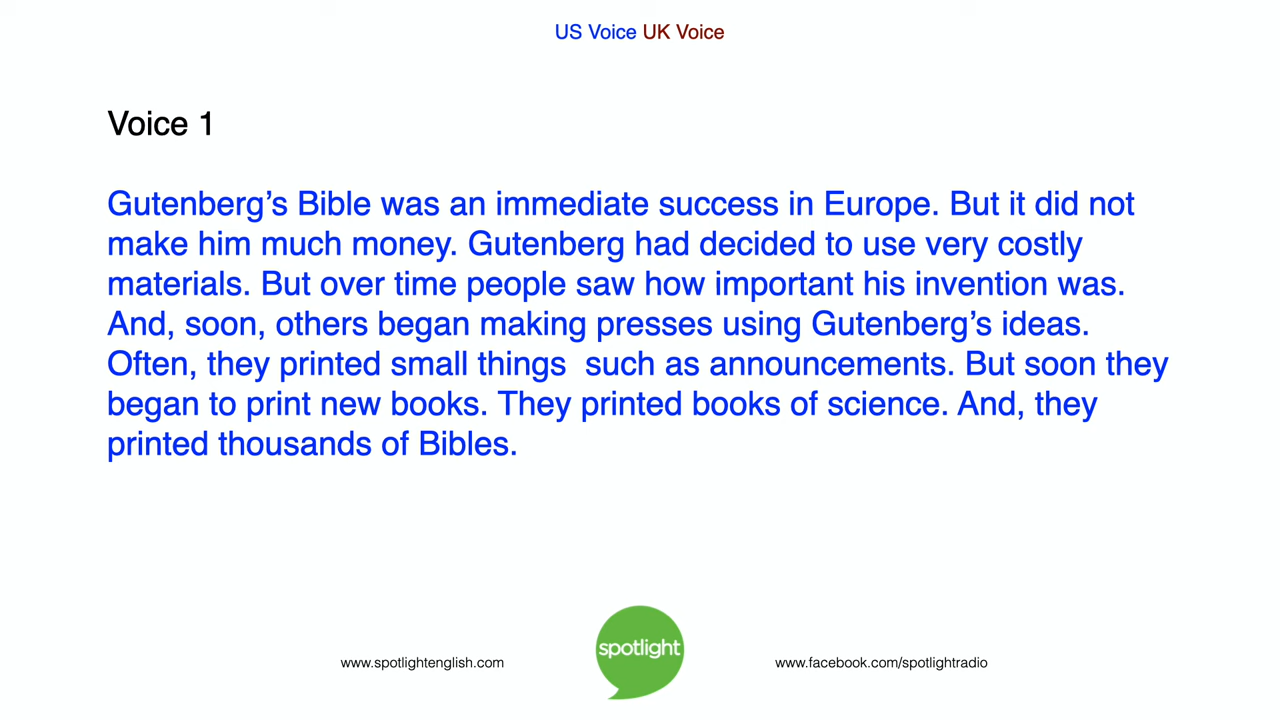 US Voice UK Voice
Voice 1
Gutenberg’s Bible was an immediate success in Europe. But it did not
make him much money. Gutenberg had decided to use very costly
materials. But over time people saw how important his invention was.
And, soon, others began making presses using Gutenberg’s ideas.
Often, they printed small things  such as announcements. But soon they
began to print new books. They printed books of science. And, they
printed thousands of Bibles.
spotlight
www.spotlightenglish.com
www.facebook.com/spotlightradio